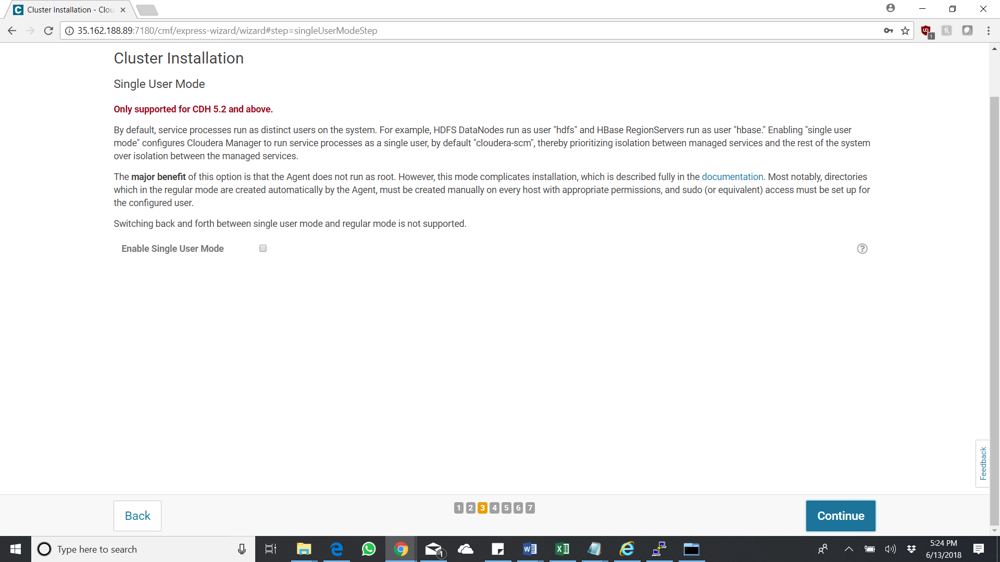 Cluster Installation - Clou
35.162.188.89:7180/cmf/express-wizard/wizard#step=singleUserModeStep
1
Cluster Installation
Single User Mode
Only supported for CDH 5.2 and above.
By default, service processes run as distinct users on the system. For example, HDFS DataNodes run as user "hdfs" and HBase RegionServers run as user "hbase." Enabling "single user
mode" configures Cloudera Manager to run service processes as a single user, by default "cloudera-scm", thereby prioritizing isolation between managed services and the rest of the system
over isolation between the managed services.
The major benefit of this option is that the Agent does not run as root. However, this mode complicates installation, which is described fully in the documentation. Most notably, directories
which in the regular mode are created automatically by the Agent, must be created manually on every host with appropriate permissions, and sudo (or equivalent) access must be set up for
the configured user.
Switching back and forth between single user mode and regular mode is not supported.
Enable Single User Mode
Feedback
Back
1 2 3 4 5 6 7
Continue
Type here to search
1
5:24 PM
6/13/2018